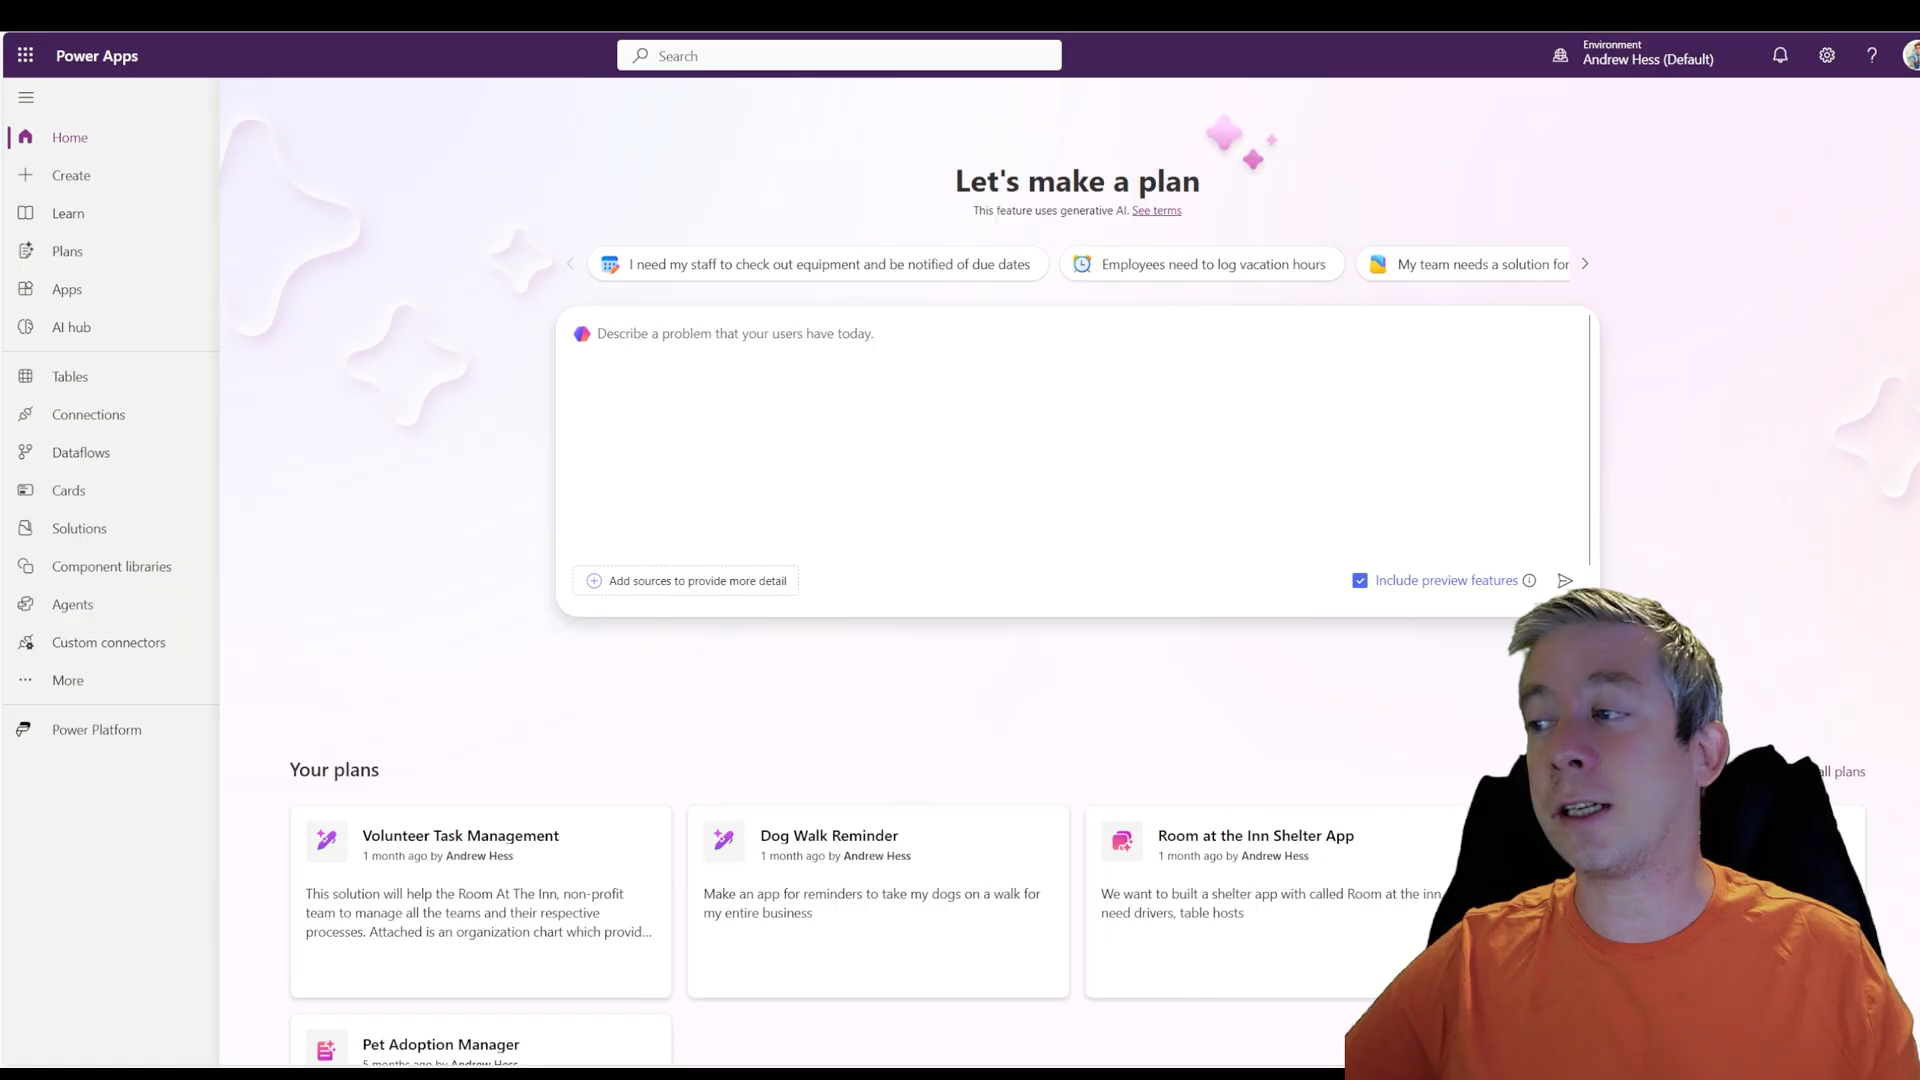 Power Apps
Search
Environment
Andrew Hess (Default)
Home
Create
Learn
Plans
Apps
AI hub
Tables
Connections
Dataflows
Cards
Solutions
Component libraries
Agents
Custom connectors
More
Power Platform
Let's make a plan
This feature uses generative AI. See terms
I need my staff to check out equipment and be notified of due dates
Employees need to log vacation hours
My team needs a solution for
Describe a problem that your users have today.
Add sources to provide more detail
Include preview features
Your plans
all plans
Volunteer Task Management
1 month ago by Andrew Hess
This solution will help the Room At The Inn, non-profit
team to manage all the teams and their respective
processes. Attached is an organization chart which provid...
Dog Walk Reminder
1 month ago by Andrew Hess
Make an app for reminders to take my dogs on a walk for
my entire business
Room at the Inn Shelter App
1 month ago by Andrew Hess
We want to built a shelter app with called Room at the inn,
need drivers, table hosts
Pet Adoption Manager
5 months ago by Andrew Hess